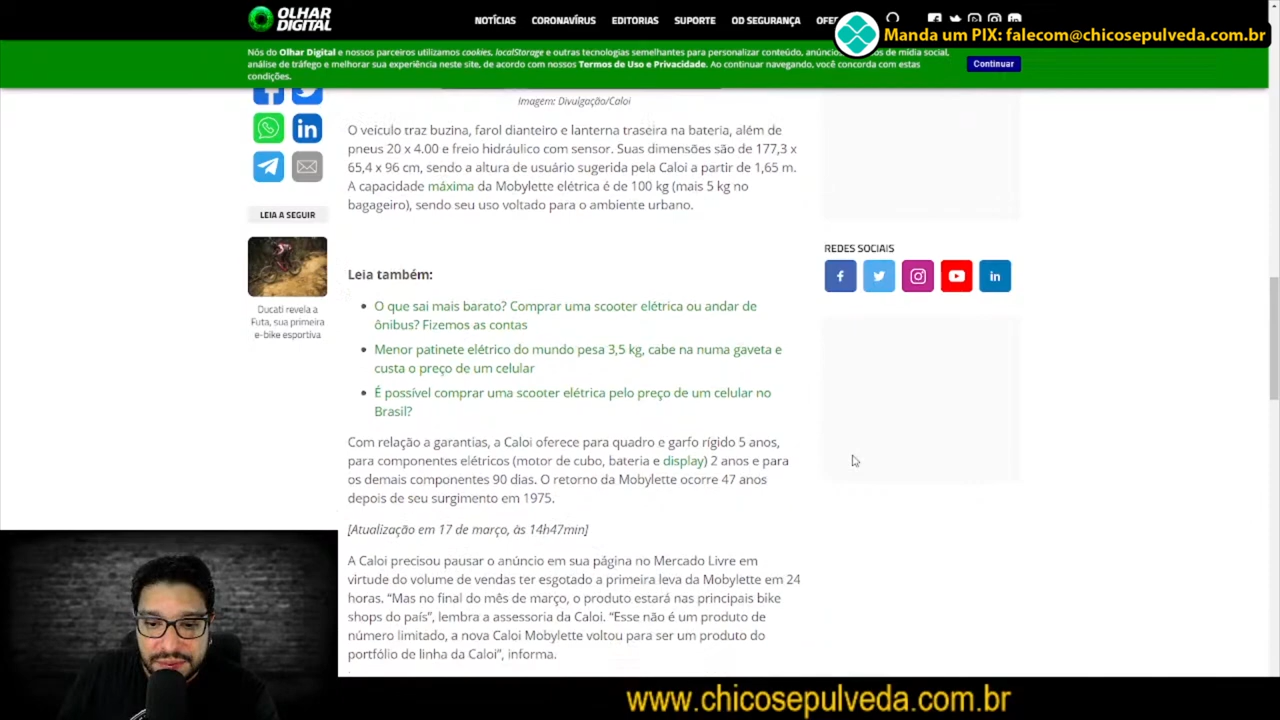 OLHAR
DIGITAL
NOTÍCIAS
CORONAVÍRUS
EDITORIAS
SUPORTE
OD SEGURANÇA
Manda um PIX: falecom@chicosepulveda.com.br
Nós do Olhar Digital e nossos parceiros utilizamos cookies, localStorage e outras tecnologias semelhantes para personalizar conteúdo, anúncios, recursos de mídia social,
análise de tráfego e melhorar sua experiência neste site, de acordo com nossos Termos de Uso e Privacidade. Ao continuar navegando, você concorda com estas
condições.
Continuar
Imagem: Divulgação/Caloi
O veículo traz buzina, farol dianteiro e lanterna traseira na bateria, além de
pneus 20 x 4.00 e freio hidráulico com sensor. Suas dimensões são de 177,3 x
65,4 x 96 cm, sendo a altura de usuário sugerida pela Caloi a partir de 1,65 m.
A capacidade máxima da Mobylette elétrica é de 100 kg (mais 5 kg no
bagageiro), sendo seu uso voltado para o ambiente urbano.
LEIA A SEGUIR
Ducati revela a
Futa, sua primeira
e-bike esportiva
Leia também:
O que sai mais barato? Comprar uma scooter elétrica ou andar de
ônibus? Fizemos as contas
Menor patinete elétrico do mundo pesa 3,5 kg, cabe na numa gaveta e
custa o preço de um celular
É possível comprar uma scooter elétrica pelo preço de um celular no
Brasil?
Com relação a garantias, a Caloi oferece para quadro e garfo rígido 5 anos,
para componentes elétricos (motor de cubo, bateria e display) 2 anos e para
os demais componentes 90 dias. O retorno da Mobylette ocorre 47 anos
depois de seu surgimento em 1975.
[Atualização em 17 de março, às 14h47min]
A Caloi precisou pausar o anúncio em sua página no Mercado Livre em
virtude do volume de vendas ter esgotado a primeira leva da Mobylette em 24
horas. “Mas no final do mês de março, o produto estará nas principais bike
shops do país”, lembra a assessoria da Caloi. “Esse não é um produto de
número limitado, a nova Caloi Mobylette voltou para ser um produto do
portfólio de linha da Caloi”, informa.
REDES SOCIAIS
www.chicosepulveda.com.br